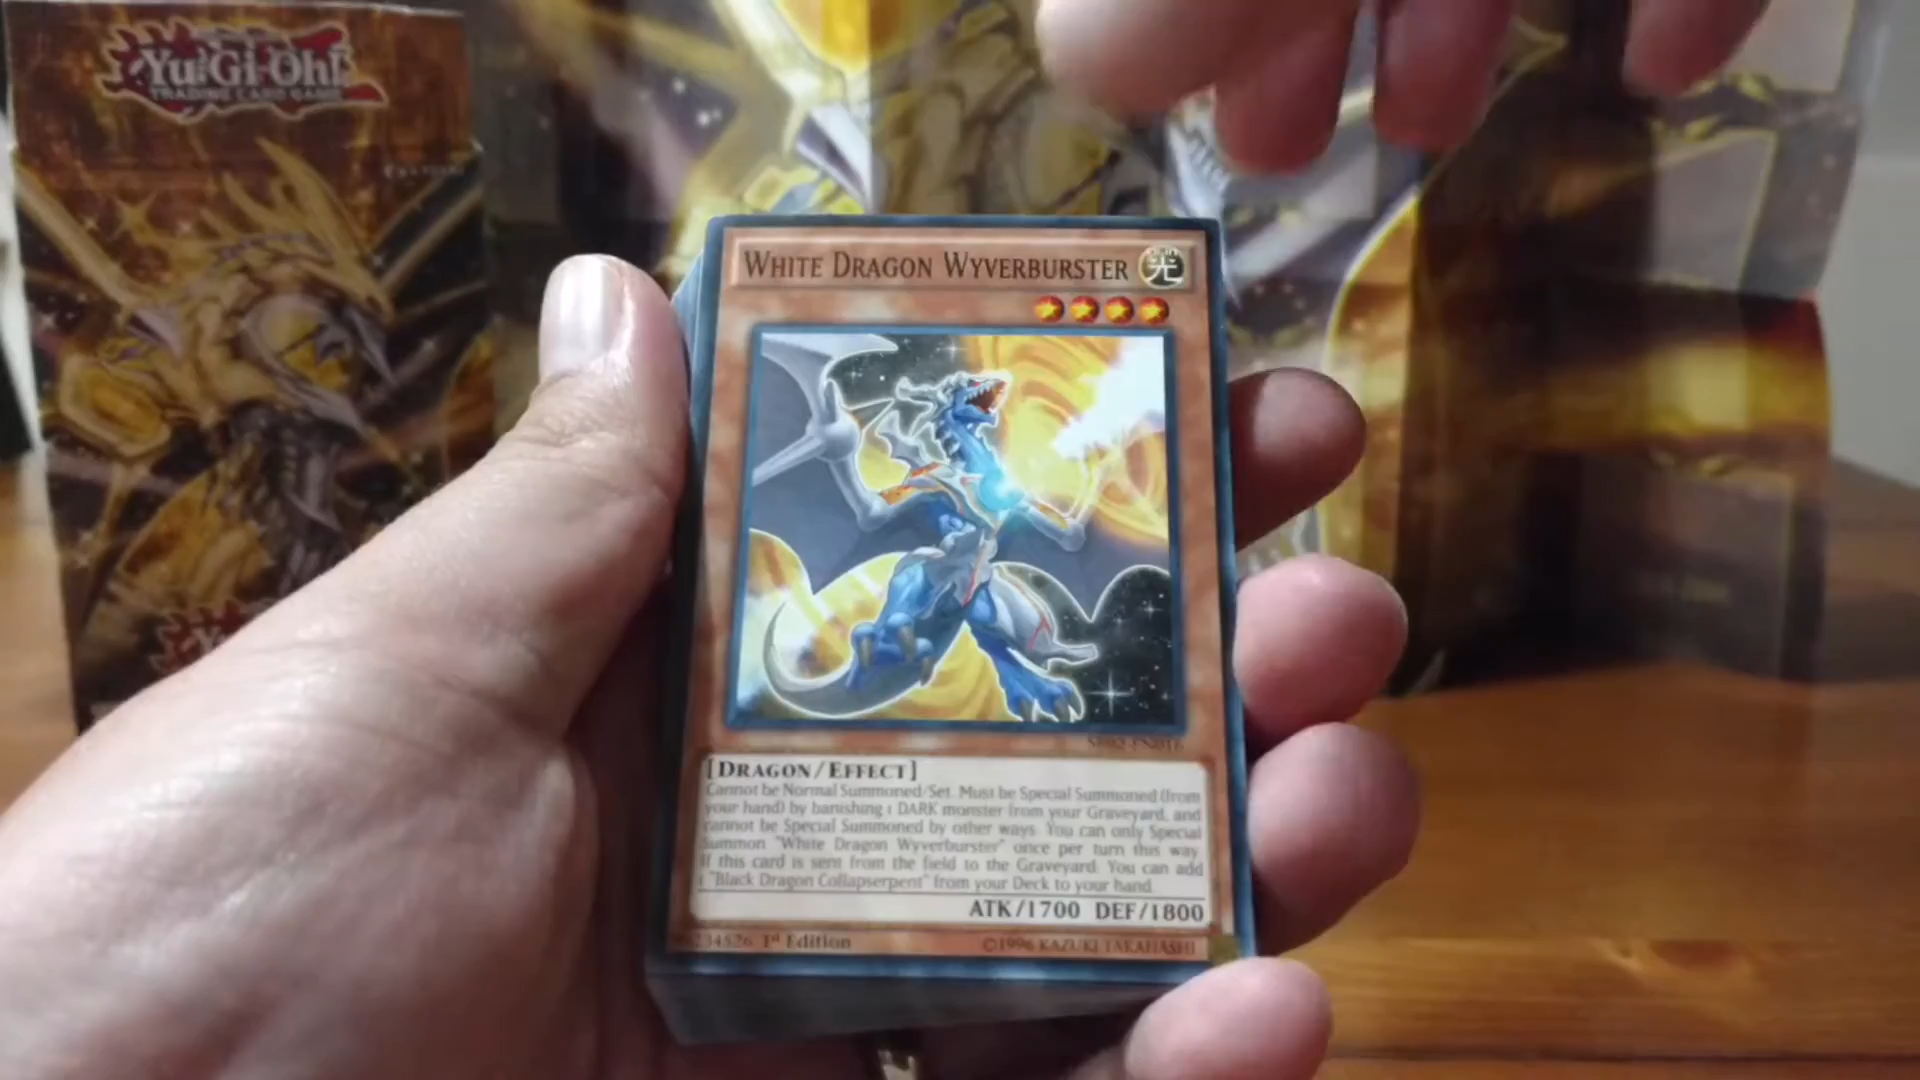 Yu-Gi-Oh!
TRADING CARD GAME
WHITE DRAGON WYVERBURSTER
光
[DRAGON/EFFECT]
Cannot be Normal Summoned/Set. Must be Special Summoned (from
your hand) by banishing 1 DARK monster from your Graveyard, and
cannot be Special Summoned by other ways. You can only Special
Summon "White Dragon Wyverburster" once per turn this way.
If this card is sent from the field to the Graveyard: You can add
1 "Black Dragon Collapserpent" from your Deck to your hand.
ATK/1700 DEF/1800
1st Edition
©1996 KAZUKI TAKAHASHI